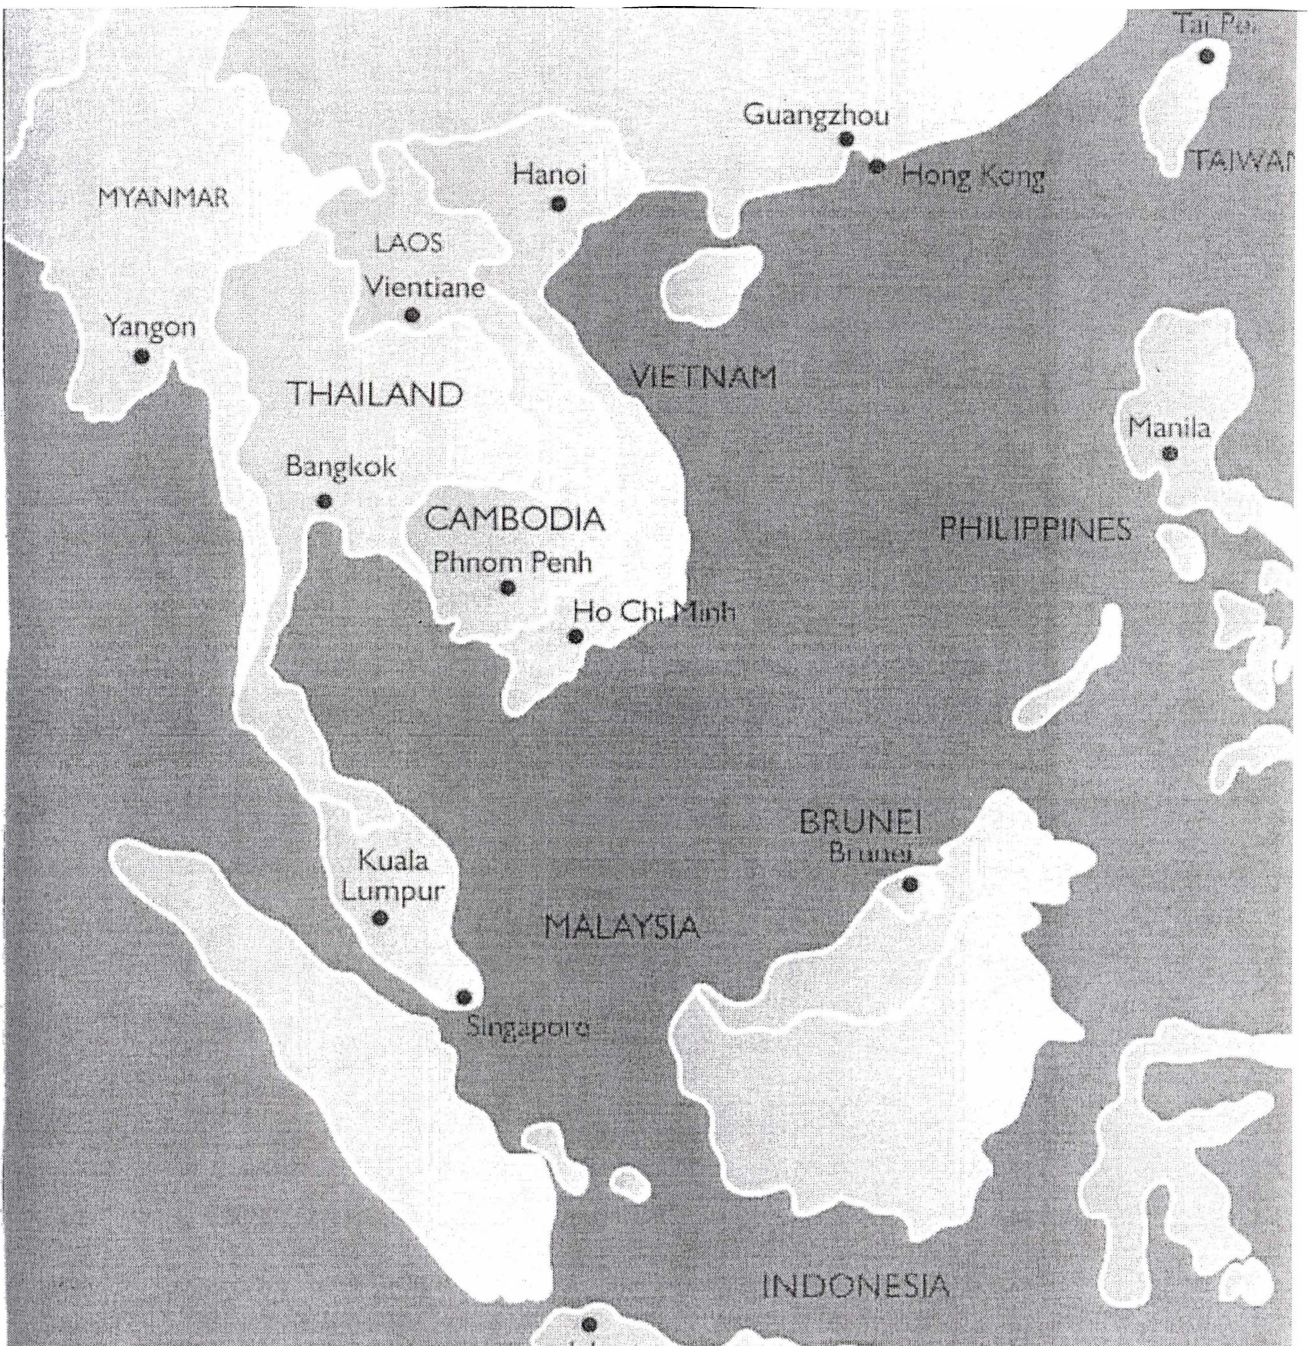 Tai Pei
Guangzhou
Hong Kong
TAIWAN
Hanoi
MYANMAR
LAOS
Vientiane
Yangon
VIETNAM
THAILAND
Manila
Bangkok
CAMBODIA
PHILIPPINES
Phnom Penh
Ho Chi Minh
BRUNEI
Brunei
Kuala
Lumpur
MALAYSIA
Singapore
INDONESIA